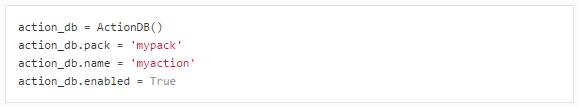 action_db = ActionDB()
action_db.pack = 'mypack'
action_db.name = 'myaction'
action_db.enabled = True